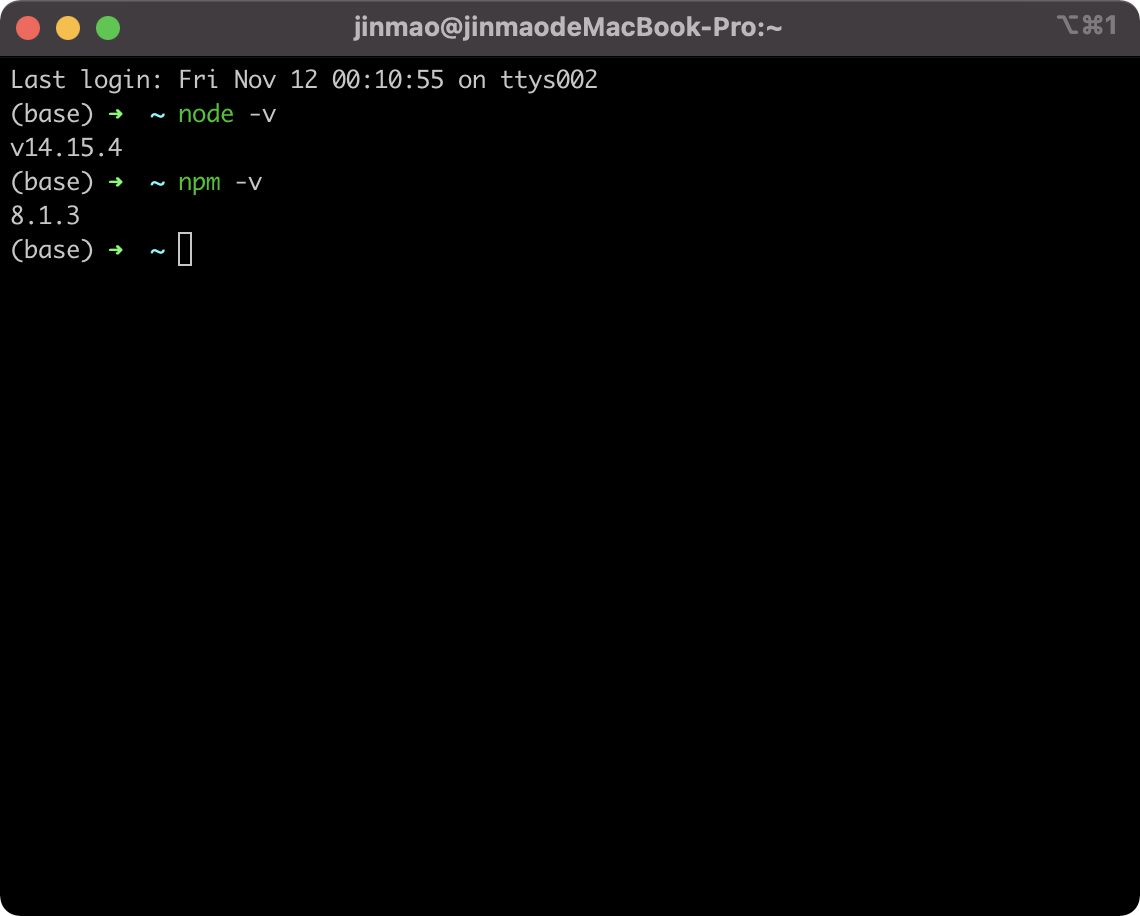 jinmao@jinmaodeMacBook-Pro:~ ⌥⌘1
Last login: Fri Nov 12 00:10:55 on ttys002
(base) ➜  ~ node -v
v14.15.4
(base) ➜  ~ npm -v
8.1.3
(base) ➜  ~